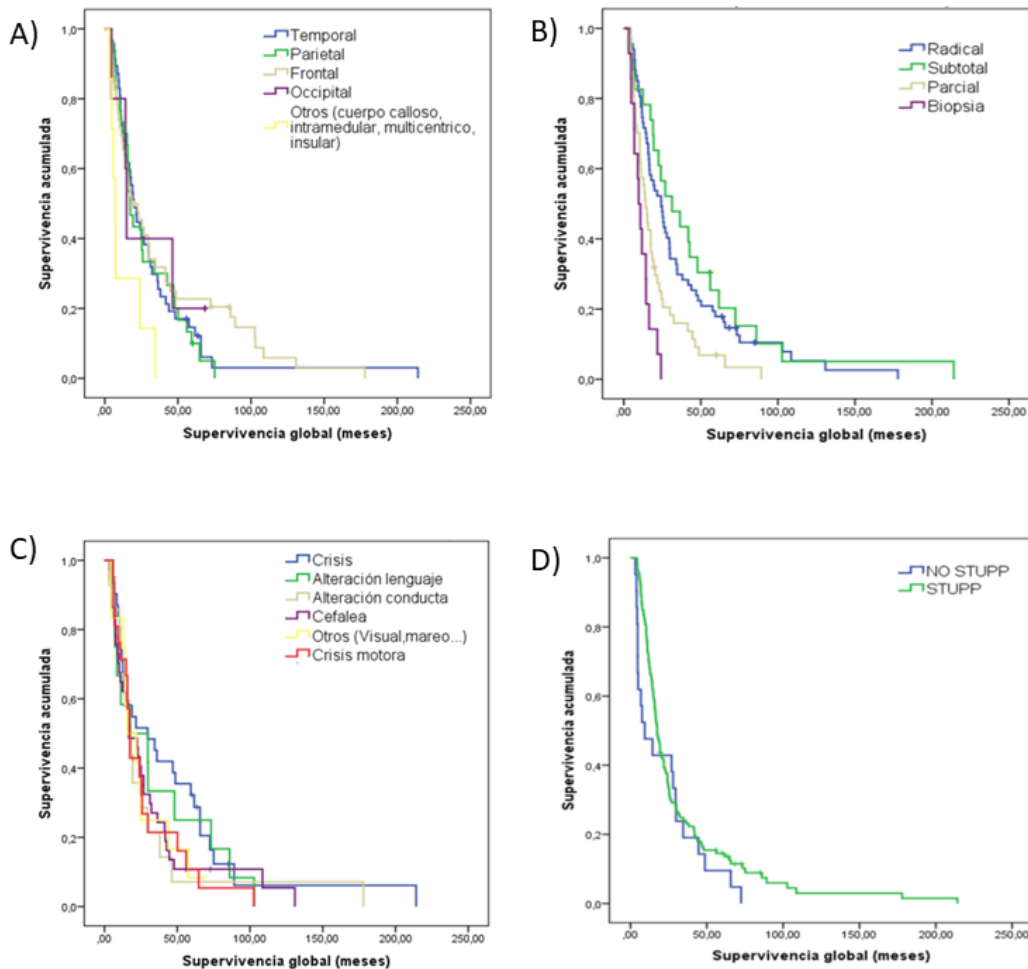 A)
Supervivencia acumulada
1,0
0,8
0,6
0,4
0,2
0,0
Temporal
Parietal
Frontal
Occipital
Otros (cuerpo calloso,
intramedular, multicentrico,
insular)
,00 50,00 100,00 150,00 200,00 250,00
Supervivencia global (meses)
B)
Supervivencia acumulada
1,0
0,8
0,6
0,4
0,2
0,0
Radical
Subtotal
Parcial
Biopsia
,00 50,00 100,00 150,00 200,00 250,00
Supervivencia global (meses)
C)
Supervivencia acumulada
1,0
0,8
0,6
0,4
0,2
0,0
Crisis
Alteración lenguaje
Alteración conducta
Cefalea
Otros (Visual,mareo...)
Crisis motora
,00 50,00 100,00 150,00 200,00 250,00
Supervivencia global (meses)
D)
Supervivencia acumulada
1,0
0,8
0,6
0,4
0,2
0,0
NO STUPP
STUPP
,00 50,00 100,00 150,00 200,00 250,00
Supervivencia global (meses)